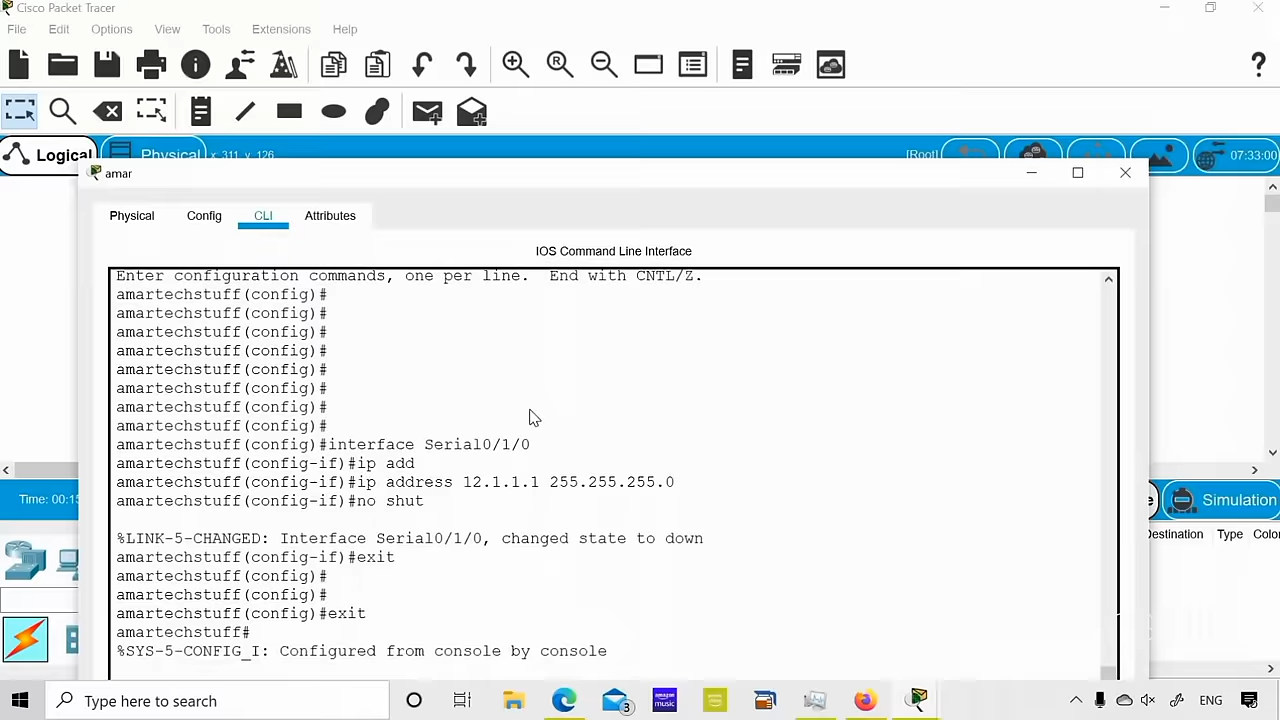 Cisco Packet Tracer
File Edit Options View Tools Extensions Help
Logical Physical x: 311, y: 126 [Root] 07:33:00
amar
Physical Config CLI Attributes
IOS Command Line Interface
Enter configuration commands, one per line.  End with CNTL/Z.
amartechstuff(config)#
amartechstuff(config)#
amartechstuff(config)#
amartechstuff(config)#
amartechstuff(config)#
amartechstuff(config)#
amartechstuff(config)#
amartechstuff(config)#
amartechstuff(config)#interface Serial0/1/0
amartechstuff(config-if)#ip add
amartechstuff(config-if)#ip address 12.1.1.1 255.255.255.0
amartechstuff(config-if)#no shut
%LINK-5-CHANGED: Interface Serial0/1/0, changed state to down
amartechstuff(config-if)#exit
amartechstuff(config)#
amartechstuff(config)#
amartechstuff(config)#exit
amartechstuff#
%SYS-5-CONFIG_I: Configured from console by console
Time: 00:15
Simulation
Destination Type Color
Type here to search
amazon music
3
ENG